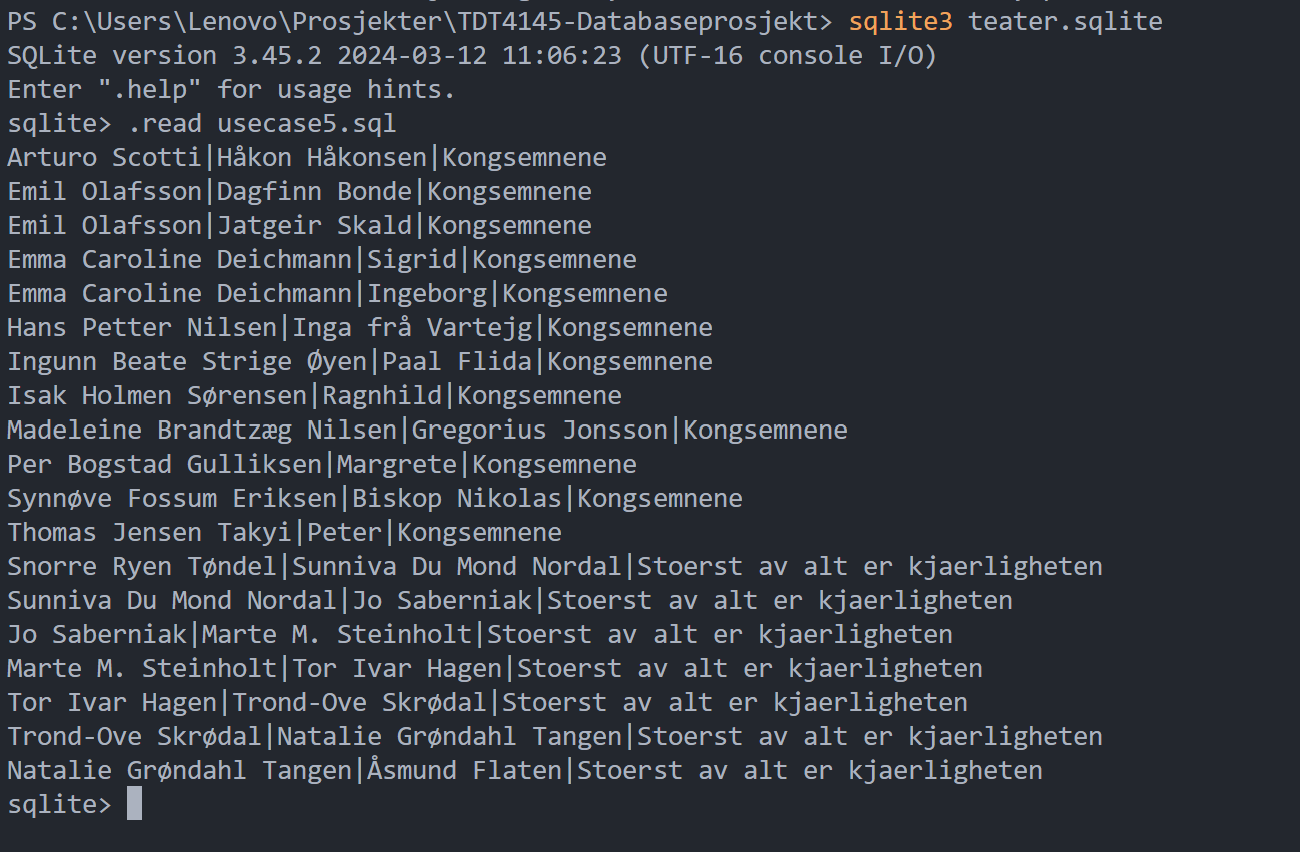 PS C:\Users\Lenovo\Prosjekter\TDT4145-Databaseprosjekt> sqlite3 teater.sqlite
SQLite version 3.45.2 2024-03-12 11:06:23 (UTF-16 console I/O)
Enter ".help" for usage hints.
sqlite> .read usecase5.sql
Arturo Scotti|Håkon Håkonsen|Kongsemnene
Emil Olafsson|Dagfinn Bonde|Kongsemnene
Emil Olafsson|Jatgeir Skald|Kongsemnene
Emma Caroline Deichmann|Sigrid|Kongsemnene
Emma Caroline Deichmann|Ingeborg|Kongsemnene
Hans Petter Nilsen|Inga frå Vartejg|Kongsemnene
Ingunn Beate Strige Øyen|Paal Flida|Kongsemnene
Isak Holmen Sørensen|Ragnhild|Kongsemnene
Madeleine Brandtzæg Nilsen|Gregorius Jonsson|Kongsemnene
Per Bogstad Gulliksen|Margrete|Kongsemnene
Synnøve Fossum Eriksen|Biskop Nikolas|Kongsemnene
Thomas Jensen Takyi|Peter|Kongsemnene
Snorre Ryen Tøndel|Sunniva Du Mond Nordal|Stoerst av alt er kjaerligheten
Sunniva Du Mond Nordal|Jo Saberniak|Stoerst av alt er kjaerligheten
Jo Saberniak|Marte M. Steinholt|Stoerst av alt er kjaerligheten
Marte M. Steinholt|Tor Ivar Hagen|Stoerst av alt er kjaerligheten
Tor Ivar Hagen|Trond-Ove Skrødal|Stoerst av alt er kjaerligheten
Trond-Ove Skrødal|Natalie Grøndahl Tangen|Stoerst av alt er kjaerligheten
Natalie Grøndahl Tangen|Åsmund Flaten|Stoerst av alt er kjaerligheten
sqlite>